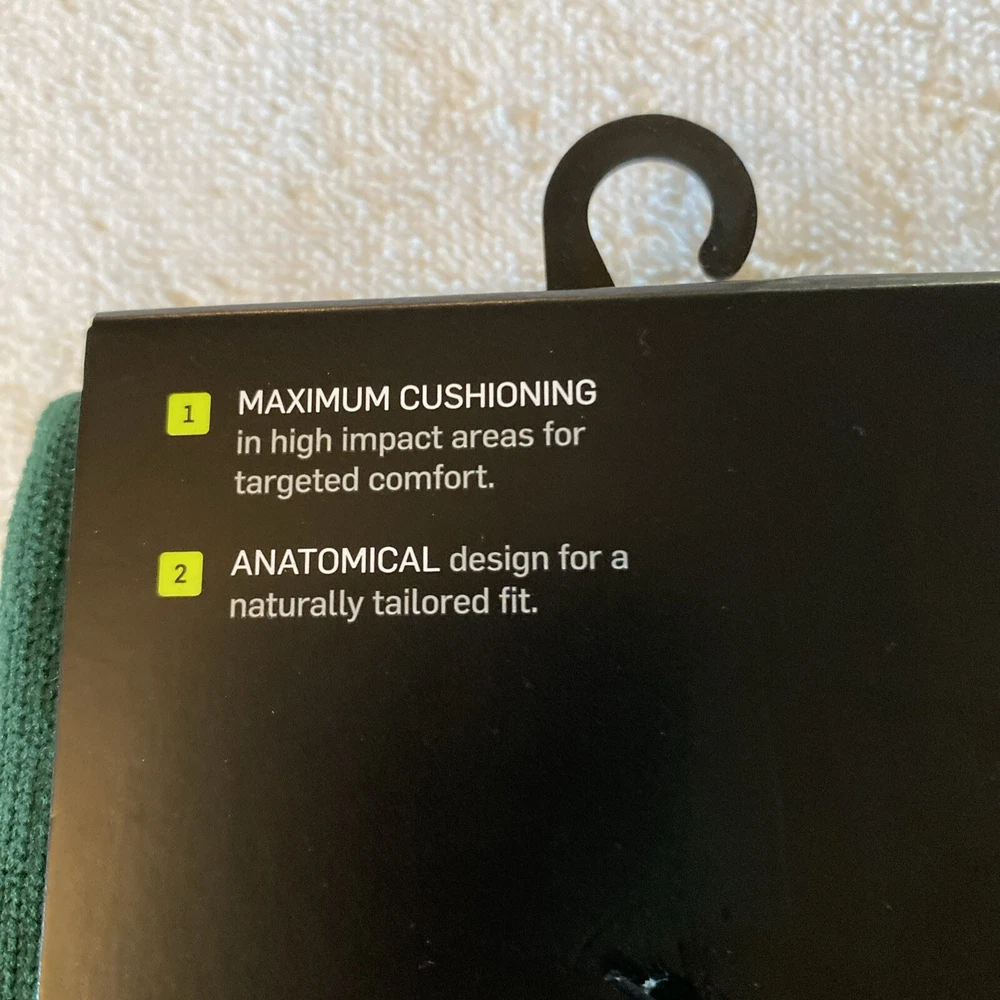 1
MAXIMUM CUSHIONING
in high impact areas for
targeted comfort.
2
ANATOMICAL design for a
naturally tailored fit.